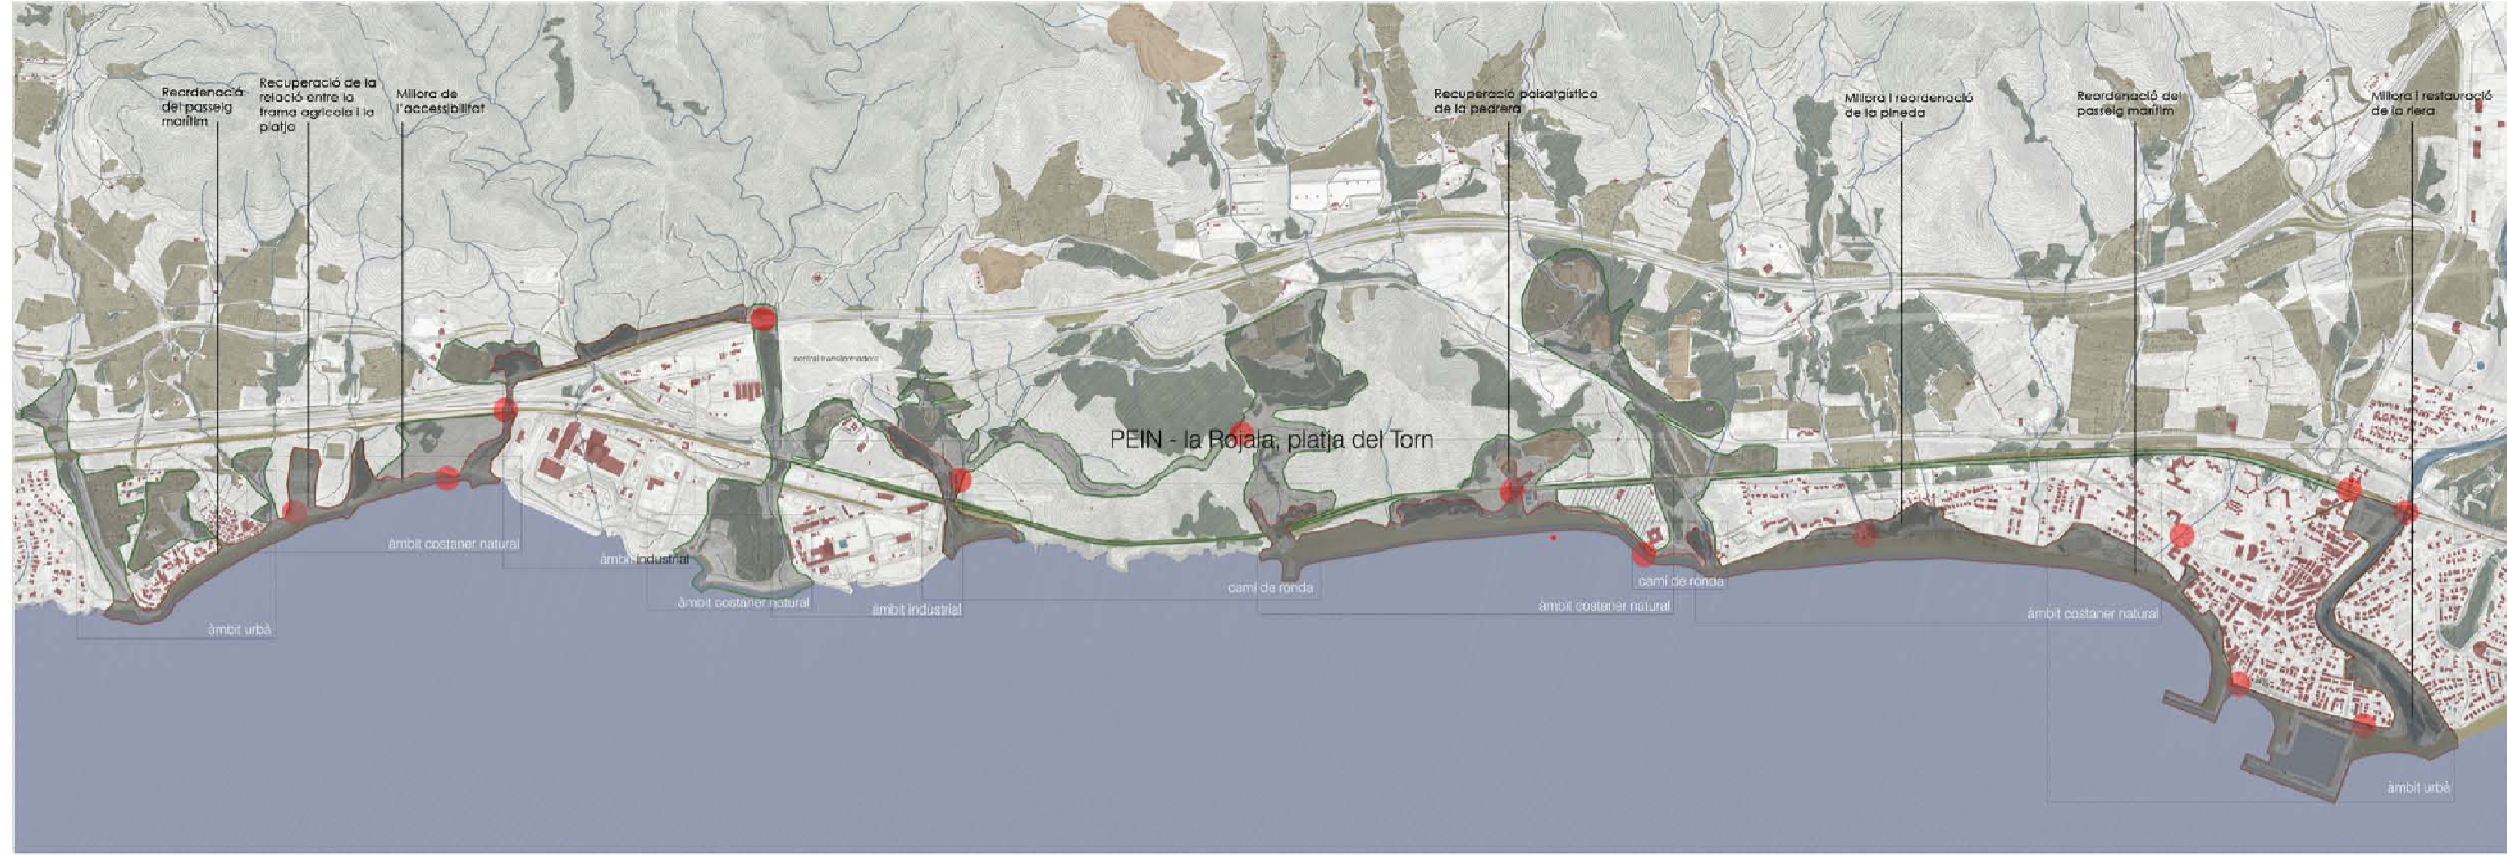 Reordenació
del passeig
marítim
Recuperació de la
relació entre la
trama agrícola i la
platja
Millora de
l'accessibilitat
Recuperació paisatgística
de la pedrera
Millora i reordenació
de la pineda
Reordenació del
passeig marítim
Millora i restauració
de la riera
central transformadora
PEIN - la Rojala, platja del Torn
àmbit costaner natural
àmbit industrial
àmbit costaner natural
àmbit industrial
àmbit urbà
camí de ronda
camí de ronda
àmbit costaner natural
àmbit costaner natural
àmbit urbà